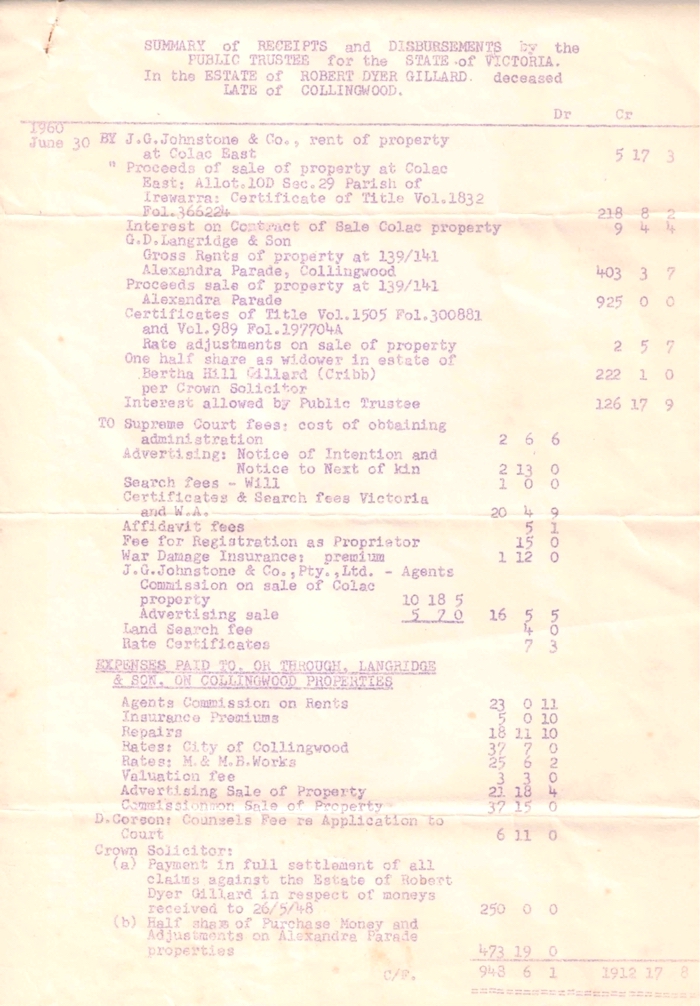 SUMMARY of RECEIPTS and DISBURSEMENTS by the
PUBLIC TRUSTEE for the STATE of VICTORIA.
In the ESTATE of ROBERT DYER GILLARD. deceased
LATE of COLLINGWOOD.
Dr Cr
1960
June 30 BY J.G.Johnstone & Co., rent of property
at Colac East 5 17 3
" Proceeds of sale of property at Colac
East: Allot.10D Sec.29 Parish of
Irewarra: Certificate of Title Vol.1832
Fol.366224 218 8 2
Interest on Contract of Sale Colac property 9 4 4
G.D.Langridge & Son
Gross Rents of property at 139/141
Alexandra Parade, Collingwood 403 3 7
Proceeds sale of property at 139/141
Alexandra Parade 925 0 0
Certificates of Title Vol.1505 Fol.300881
and Vol.989 Fol.197704A
Rate adjustments on sale of property 2 5 7
One half share as widower in estate of
Bertha Hill Gillard (Cribb)
per Crown Solicitor 222 1 0
Interest allowed by Public Trustee 126 17 9
TO Supreme Court fees: cost of obtaining
administration 2 6 6
Advertising: Notice of Intention and
Notice to Next of kin 2 13 0
Search fees - Will 1 0 0
Certificates & Search fees Victoria
and W.A. 20 4 9
Affidavit fees 5 1
Fee for Registration as Proprietor 15 0
War Damage Insurance: premium 1 12 0
J.G.Johnstone & Co.,Pty.,Ltd. - Agents
Commission on sale of Colac
property 10 18 5
Advertising sale 5 7 0 16 5 5
Land Search fee 4 0
Rate Certificates 7 3
EXPENSES PAID TO, OR THROUGH, LANGRIDGE
& SON, ON COLLINGWOOD PROPERTIES
Agents Commission on Rents 23 0 11
Insurance Premiums 5 0 10
Repairs 18 11 10
Rates: City of Collingwood 37 7 0
Rates: M.& M.B.Works 25 6 2
Valuation fee 3 3 0
Advertising Sale of Property 21 18 4
Commission on Sale of Property 37 15 0
D.Corson: Counsels Fee re Application to
Court 6 11 0
Crown Solicitor:
(a) Payment in full settlement of all
claims against the Estate of Robert
Dyer Gillard in respect of moneys
received to 26/5/48 250 0 0
(b) Half share of Purchase Money and
Adjustments on Alexandra Parade
properties 473 19 0
C/F. 948 6 1 1912 17 8